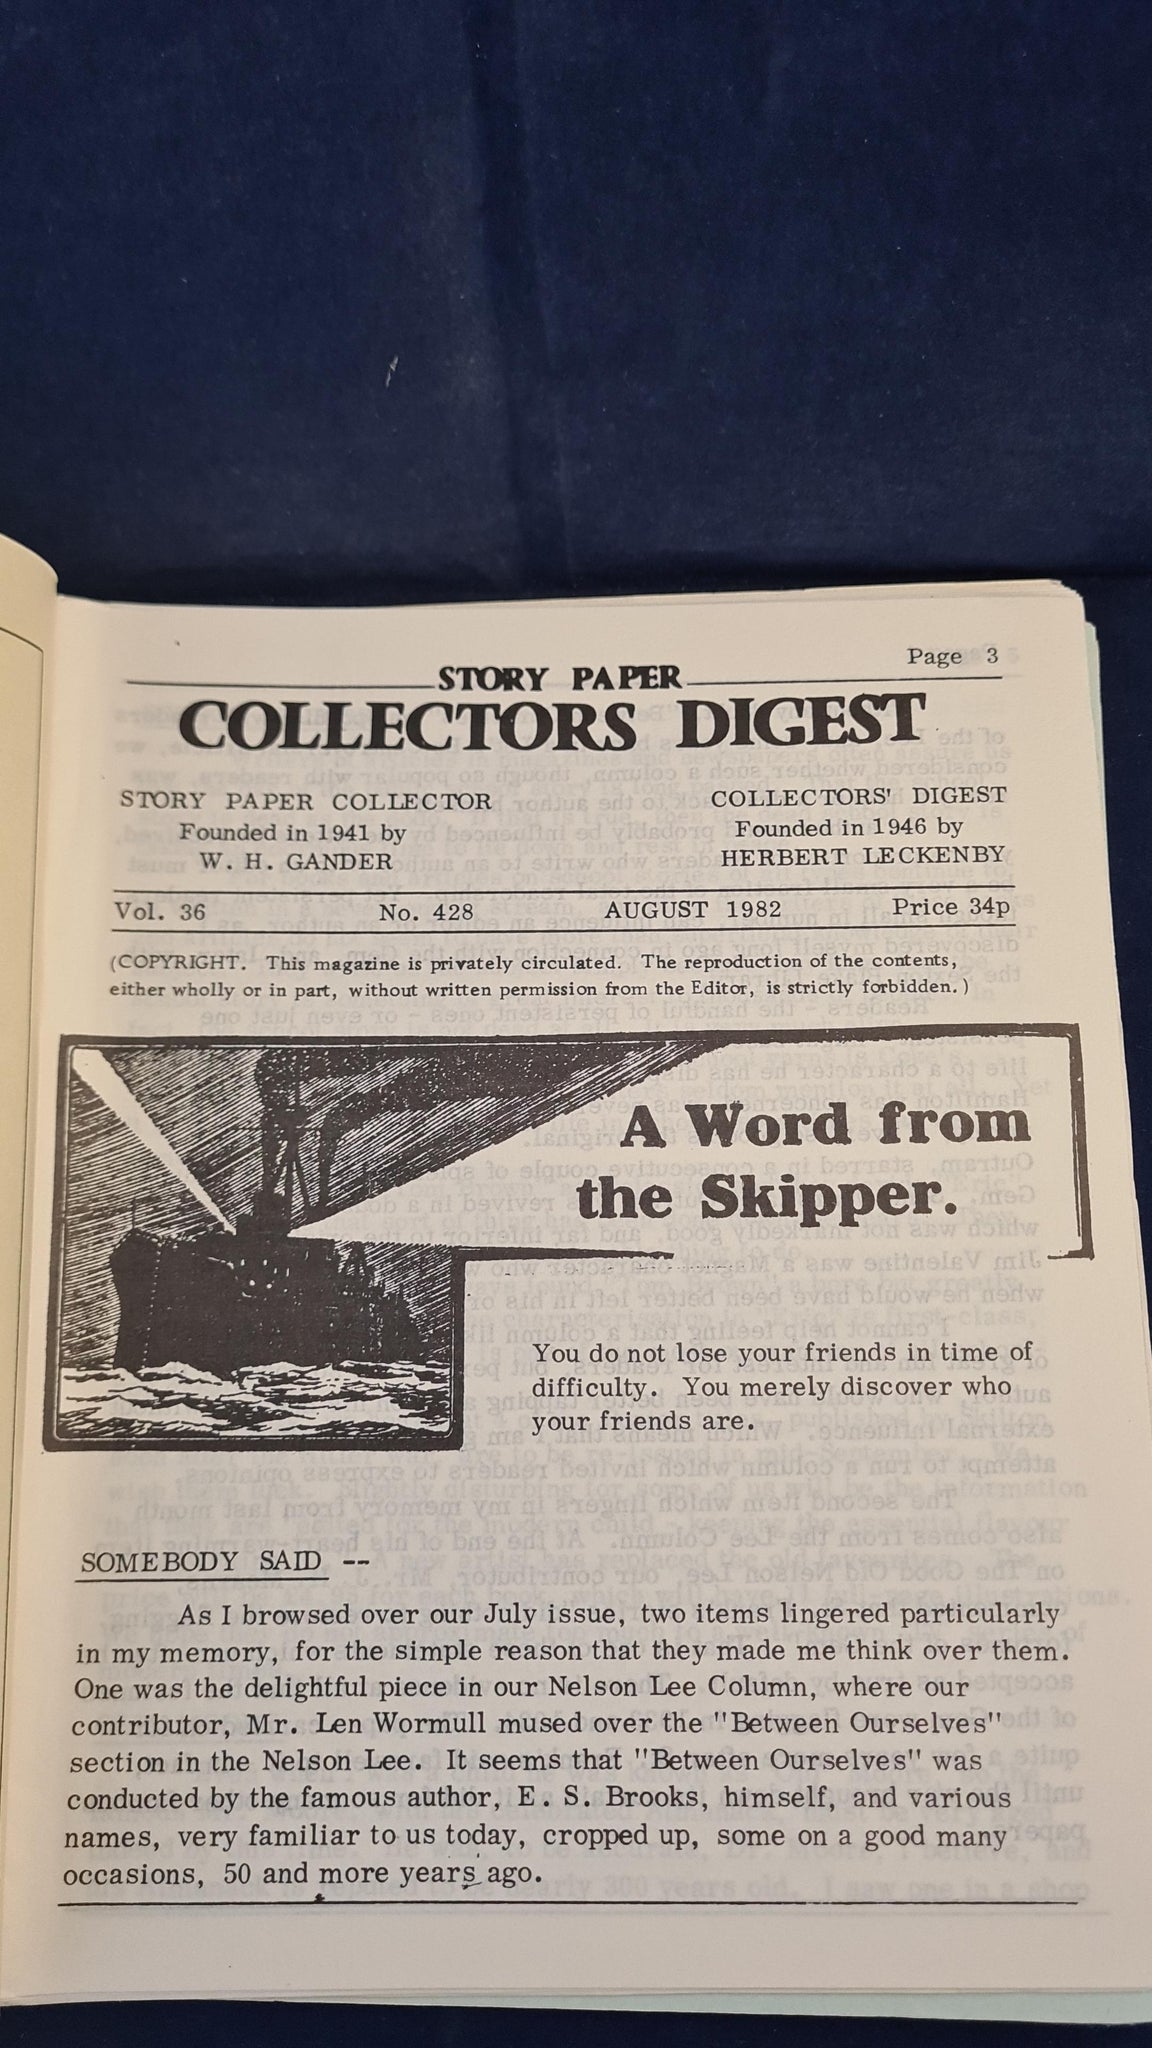 Page 3
STORY PAPER
COLLECTORS DIGEST
STORY PAPER COLLECTOR
Founded in 1941 by
W. H. GANDER
COLLECTORS' DIGEST
Founded in 1946 by
HERBERT LECKENBY
Vol. 36 No. 428 AUGUST 1982 Price 34p
(COPYRIGHT. This magazine is privately circulated. The reproduction of the contents,
either wholly or in part, without written permission from the Editor, is strictly forbidden.)
A Word from
the Skipper.
You do not lose your friends in time of
difficulty. You merely discover who
your friends are.
SOMEBODY SAID --
As I browsed over our July issue, two items lingered particularly
in my memory, for the simple reason that they made me think over them.
One was the delightful piece in our Nelson Lee Column, where our
contributor, Mr. Len Wormull mused over the "Between Ourselves"
section in the Nelson Lee. It seems that "Between Ourselves" was
conducted by the famous author, E. S. Brooks, himself, and various
names, very familiar to us today, cropped up, some on a good many
occasions, 50 and more years ago.